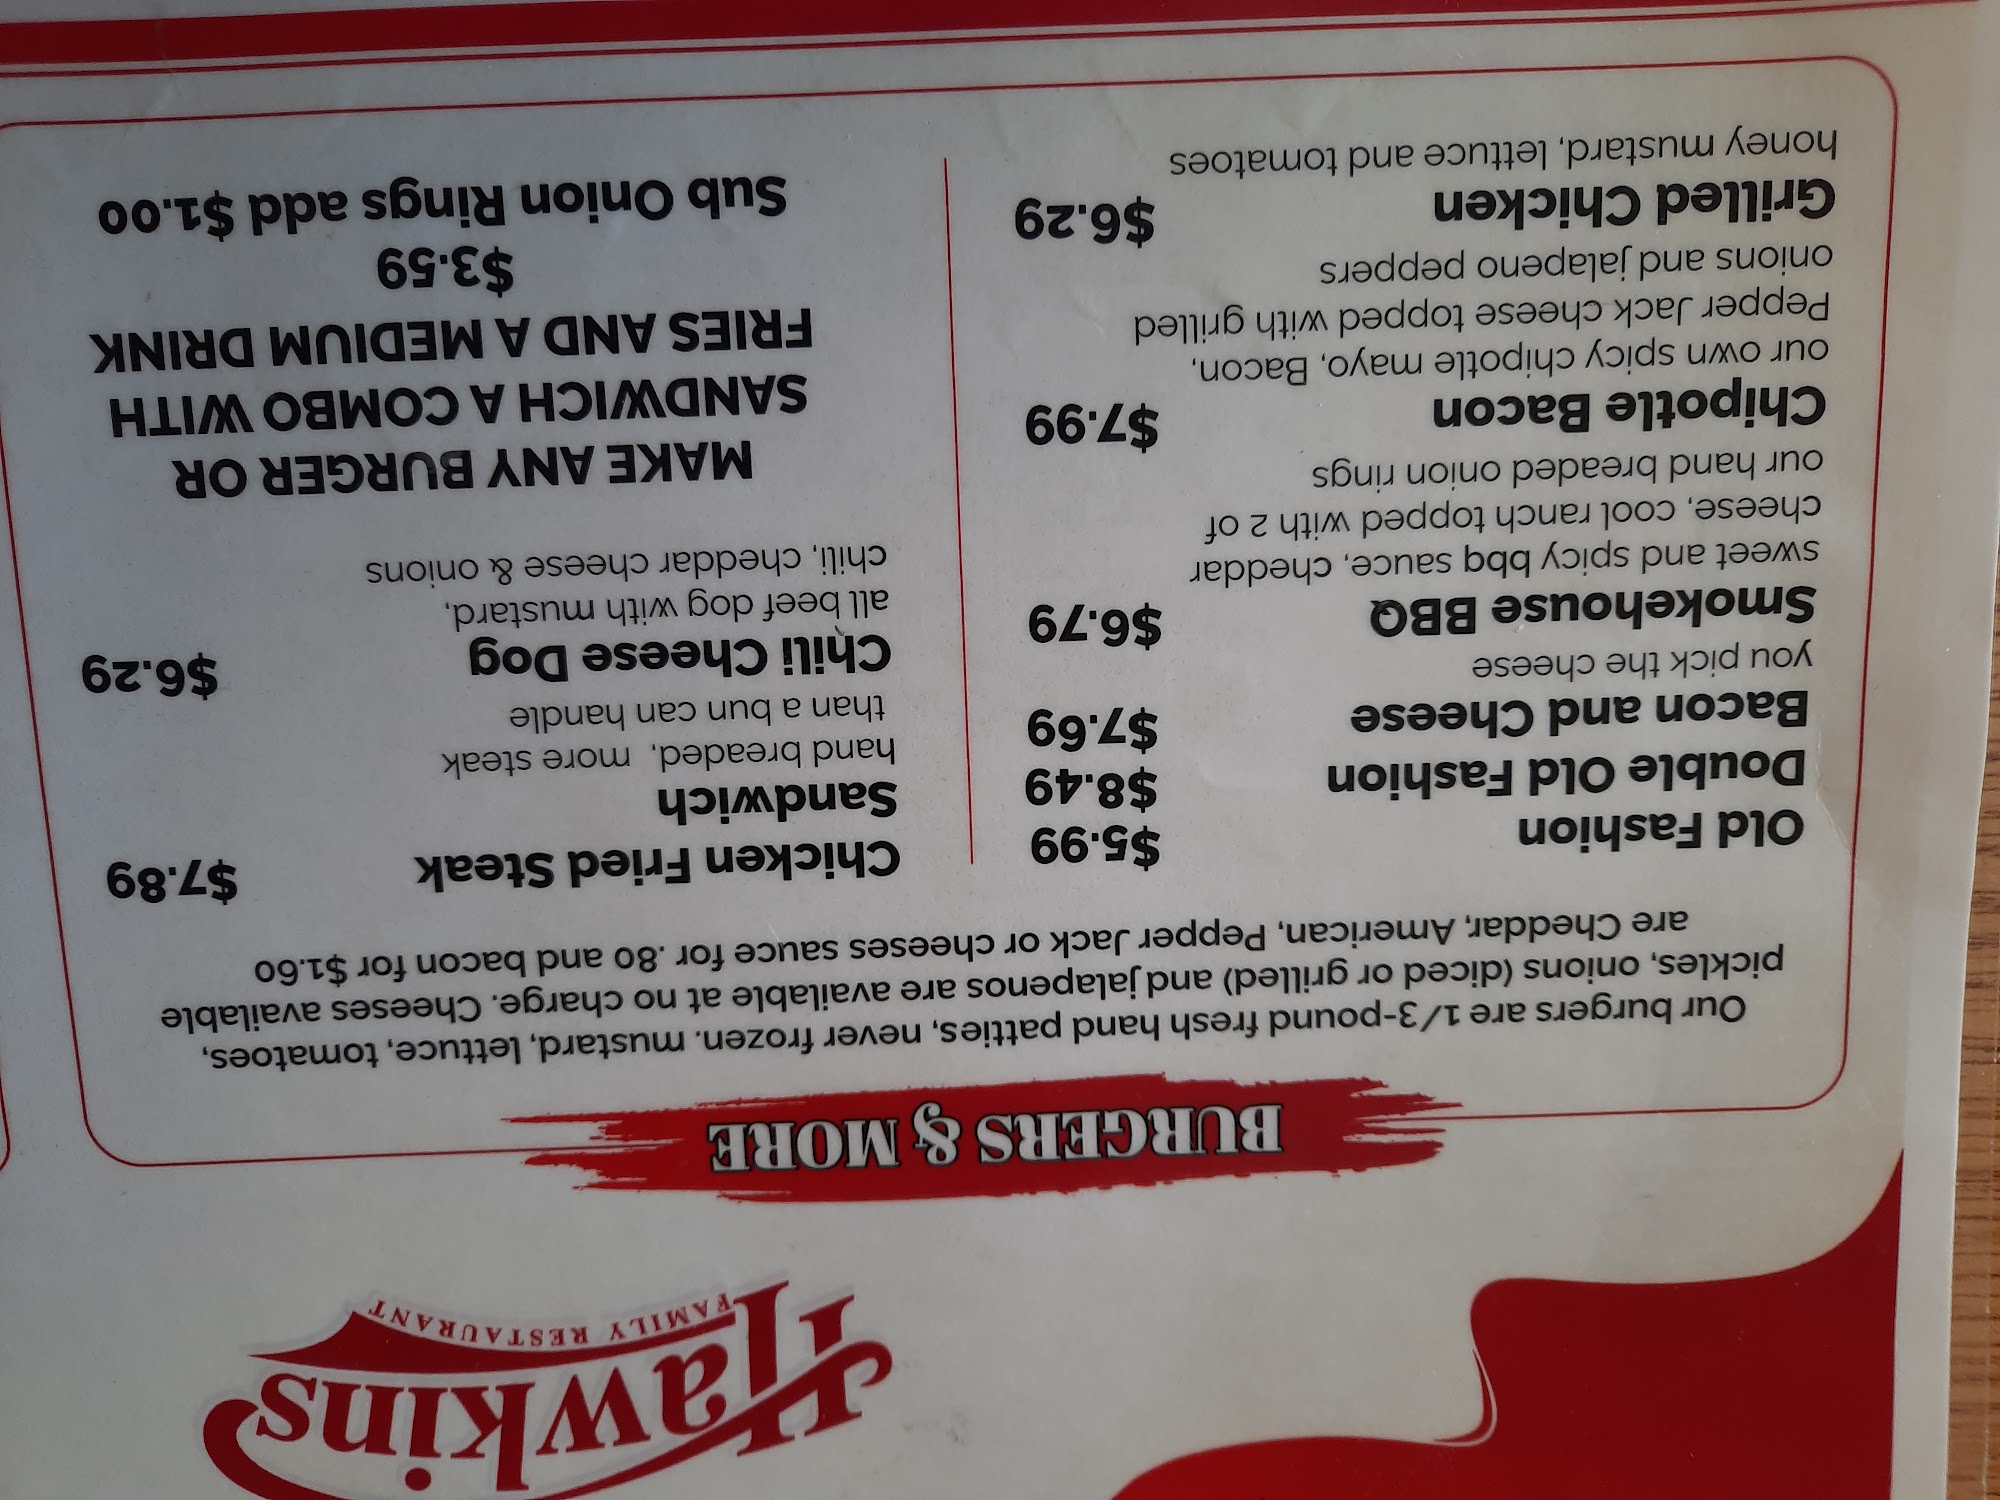 Hawkins
FAMILY RESTAURANT
BURGERS & MORE
Our burgers are 1/3-pound fresh hand patties, never frozen. mustard, lettuce, tomatoes,
pickles, onions (diced or grilled) and jalapenos are available at no charge. Cheeses available
are Cheddar, American, Pepper Jack or cheeses sauce for .80 and bacon for $1.60
Old Fashion $5.99
Double Old Fashion $8.49
Bacon and Cheese $7.69
you pick the cheese
Smokehouse BBQ $6.79
sweet and spicy bbq sauce, cheddar
cheese, cool ranch topped with 2 of
our hand breaded onion rings
Chipotle Bacon $7.99
our own spicy chipotle mayo, Bacon,
Pepper Jack cheese topped with grilled
onions and jalapeno peppers
Grilled Chicken $6.29
honey mustard, lettuce and tomatoes
Chicken Fried Steak $7.89
Sandwich
hand breaded, more steak
than a bun can handle
Chili Cheese Dog $6.29
all beef dog with mustard,
chili, cheddar cheese & onions
MAKE ANY BURGER OR
SANDWICH A COMBO WITH
FRIES AND A MEDIUM DRINK
$3.59
Sub Onion Rings add $1.00